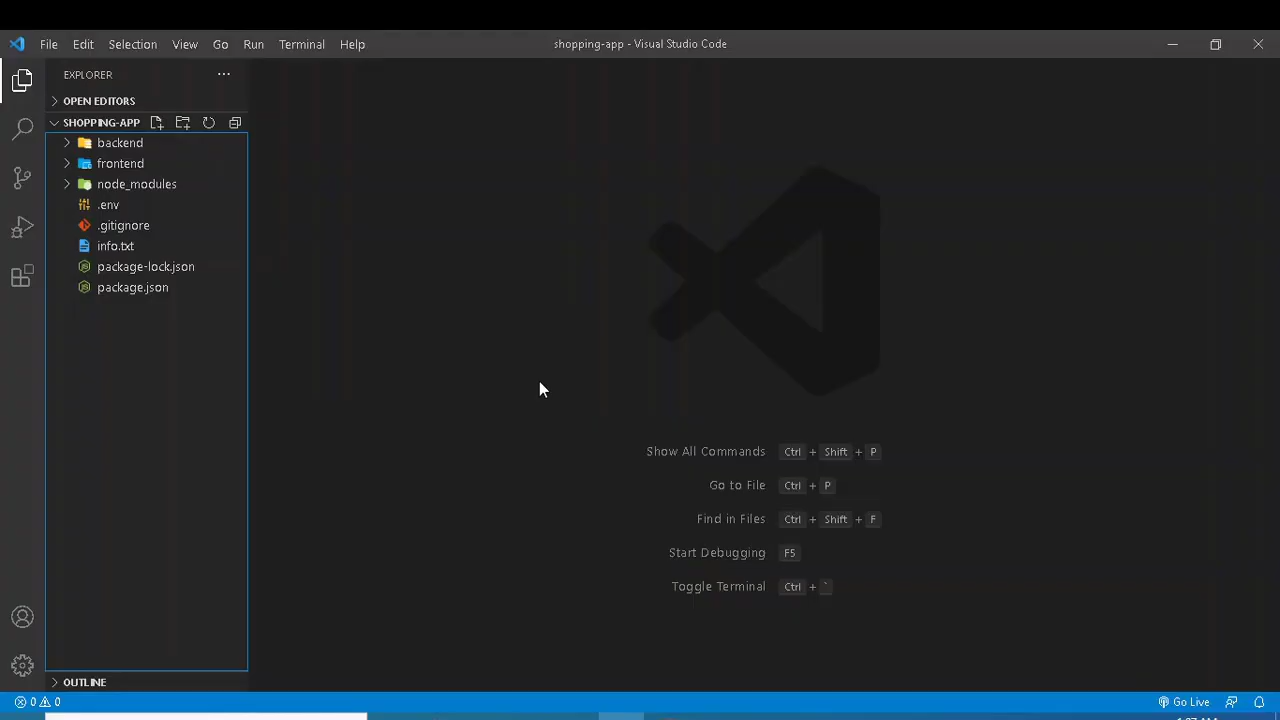 File Edit Selection View Go Run Terminal Help
shopping-app - Visual Studio Code
EXPLORER
OPEN EDITORS
SHOPPING-APP
backend
frontend
node_modules
.env
.gitignore
info.txt
package-lock.json
package.json
Show All Commands Ctrl + Shift + P
Go to File Ctrl + P
Find in Files Ctrl + Shift + F
Start Debugging F5
Toggle Terminal Ctrl + `
OUTLINE
0 0
Go Live